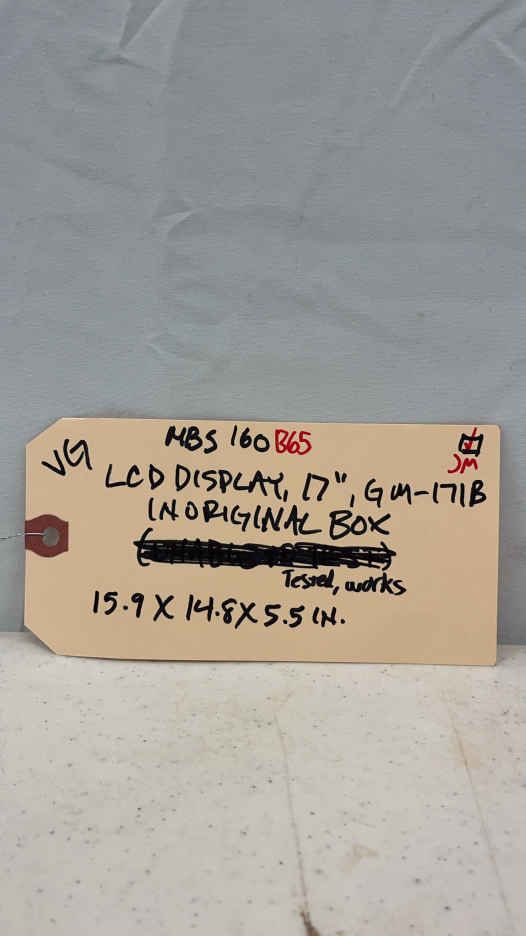 VG
MBS 160 B65
JM
LCD DISPLAY, 17", GM-171B
IN ORIGINAL BOX
Tested, works
15.9 X 14.8 X 5.5 IN.